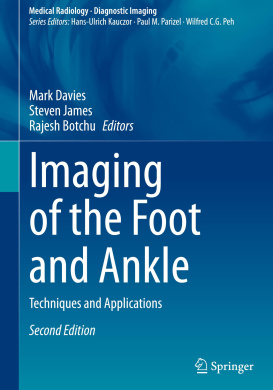 Medical Radiology · Diagnostic Imaging
Series Editors: Hans-Ulrich Kauczor · Paul M. Parizel · Wilfred C.G. Peh
Mark Davies
Steven James
Rajesh Botchu Editors
Imaging
of the Foot
and Ankle
Techniques and Applications
Second Edition
Springer